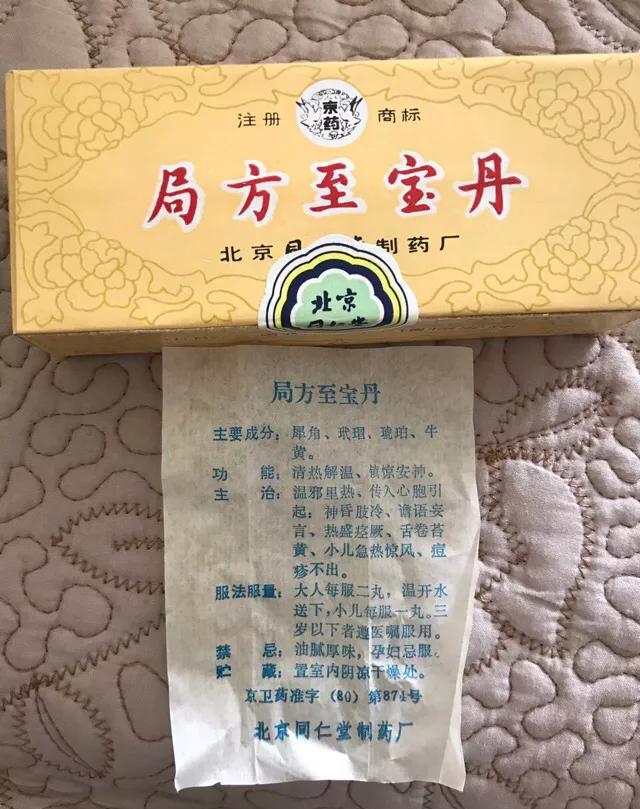 注册 京药 商标
局方至宝丹
北京同 制药厂
北京
同仁堂
局方至宝丹
主要成分：犀角、玳瑁、琥珀、牛
黄。
功能：清热解温、镇惊安神。
主治：温邪里热、传入心胞引
起：神昏肢冷、谵语妄
言、热盛痉厥、舌卷苔
黄、小儿急热惊风、痘
疹不出。
服法服量：大人每服二丸，温开水
送下，小儿每服一丸。三
岁以下者遵医嘱服用。
禁忌：油腻厚味，孕妇忌服。
贮藏：置室内阴凉干燥处。
京卫药准字（80）第874号
北京同仁堂制药厂